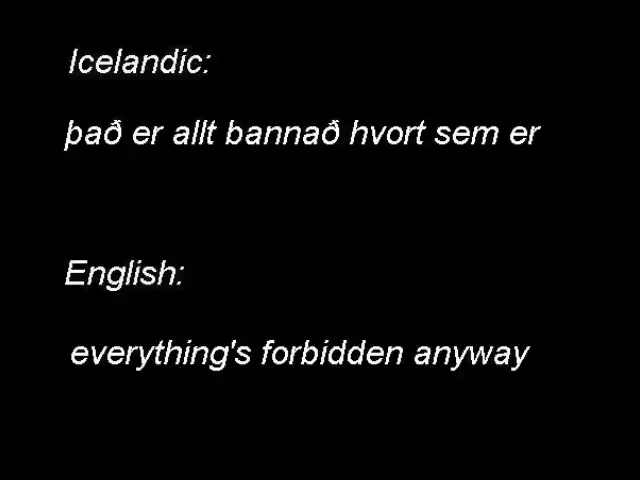 Icelandic:
það er allt bannað hvort sem er
English:
everything's forbidden anyway